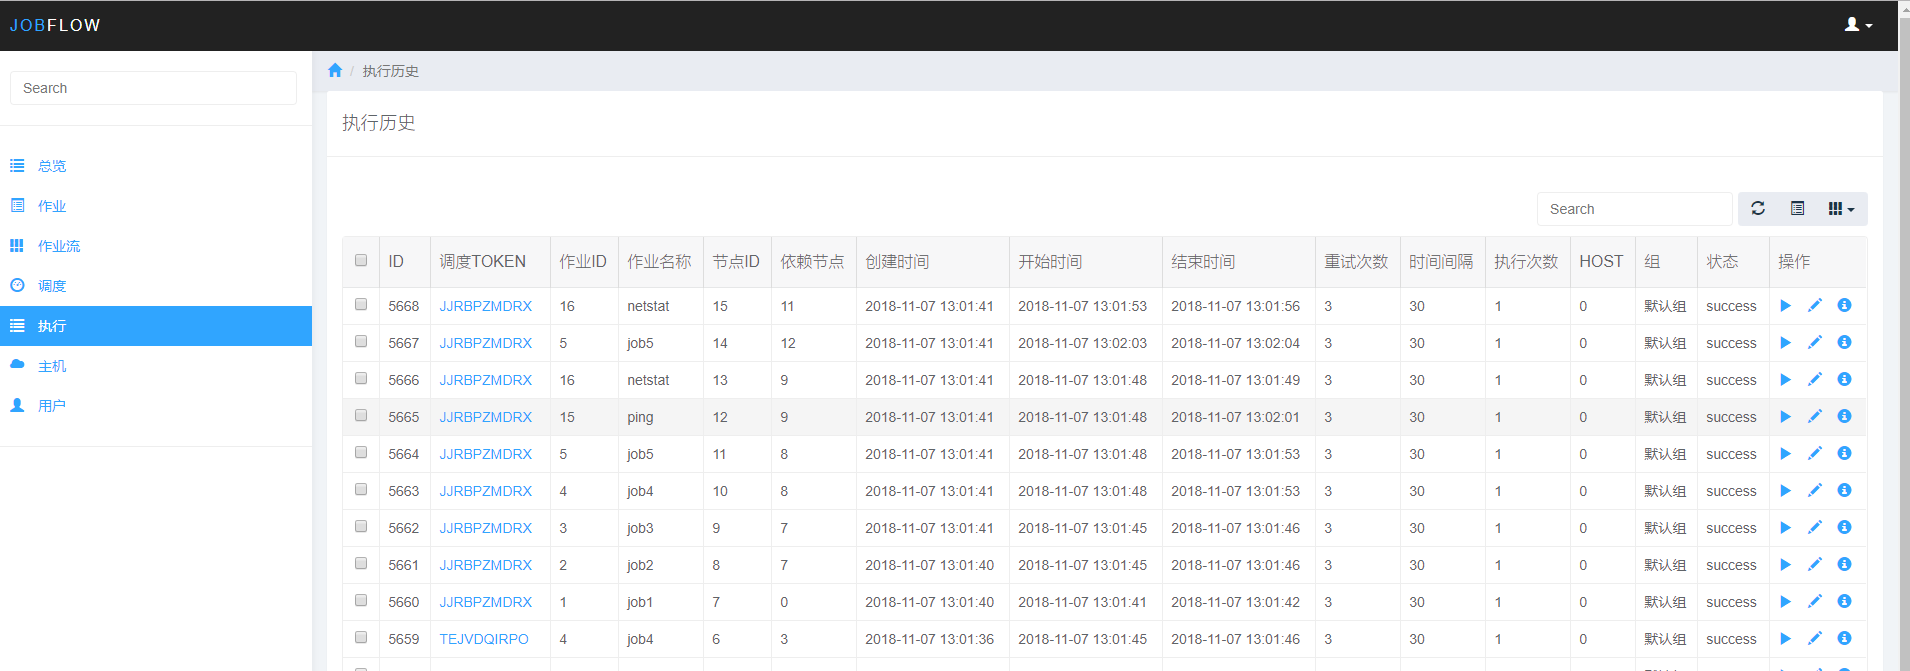 JOBFLOW
Search
总览
作业
作业流
调度
执行
主机
用户
/ 执行历史
执行历史
Search
ID 调度TOKEN 作业ID 作业名称 节点ID 依赖节点 创建时间 开始时间 结束时间 重试次数 时间间隔 执行次数 HOST 组 状态 操作
5668 JJRBPZMDRX 16 netstat 15 11 2018-11-07 13:01:41 2018-11-07 13:01:53 2018-11-07 13:01:56 3 30 1 0 默认组 success
5667 JJRBPZMDRX 5 job5 14 12 2018-11-07 13:01:41 2018-11-07 13:02:03 2018-11-07 13:02:04 3 30 1 0 默认组 success
5666 JJRBPZMDRX 16 netstat 13 9 2018-11-07 13:01:41 2018-11-07 13:01:48 2018-11-07 13:01:49 3 30 1 0 默认组 success
5665 JJRBPZMDRX 15 ping 12 9 2018-11-07 13:01:41 2018-11-07 13:01:48 2018-11-07 13:02:01 3 30 1 0 默认组 success
5664 JJRBPZMDRX 5 job5 11 8 2018-11-07 13:01:41 2018-11-07 13:01:48 2018-11-07 13:01:53 3 30 1 0 默认组 success
5663 JJRBPZMDRX 4 job4 10 8 2018-11-07 13:01:41 2018-11-07 13:01:48 2018-11-07 13:01:53 3 30 1 0 默认组 success
5662 JJRBPZMDRX 3 job3 9 7 2018-11-07 13:01:41 2018-11-07 13:01:45 2018-11-07 13:01:46 3 30 1 0 默认组 success
5661 JJRBPZMDRX 2 job2 8 7 2018-11-07 13:01:40 2018-11-07 13:01:45 2018-11-07 13:01:46 3 30 1 0 默认组 success
5660 JJRBPZMDRX 1 job1 7 0 2018-11-07 13:01:40 2018-11-07 13:01:41 2018-11-07 13:01:42 3 30 1 0 默认组 success
5659 TEJVDQIRPO 4 job4 6 3 2018-11-07 13:01:36 2018-11-07 13:01:45 2018-11-07 13:01:46 3 30 1 0 默认组 success